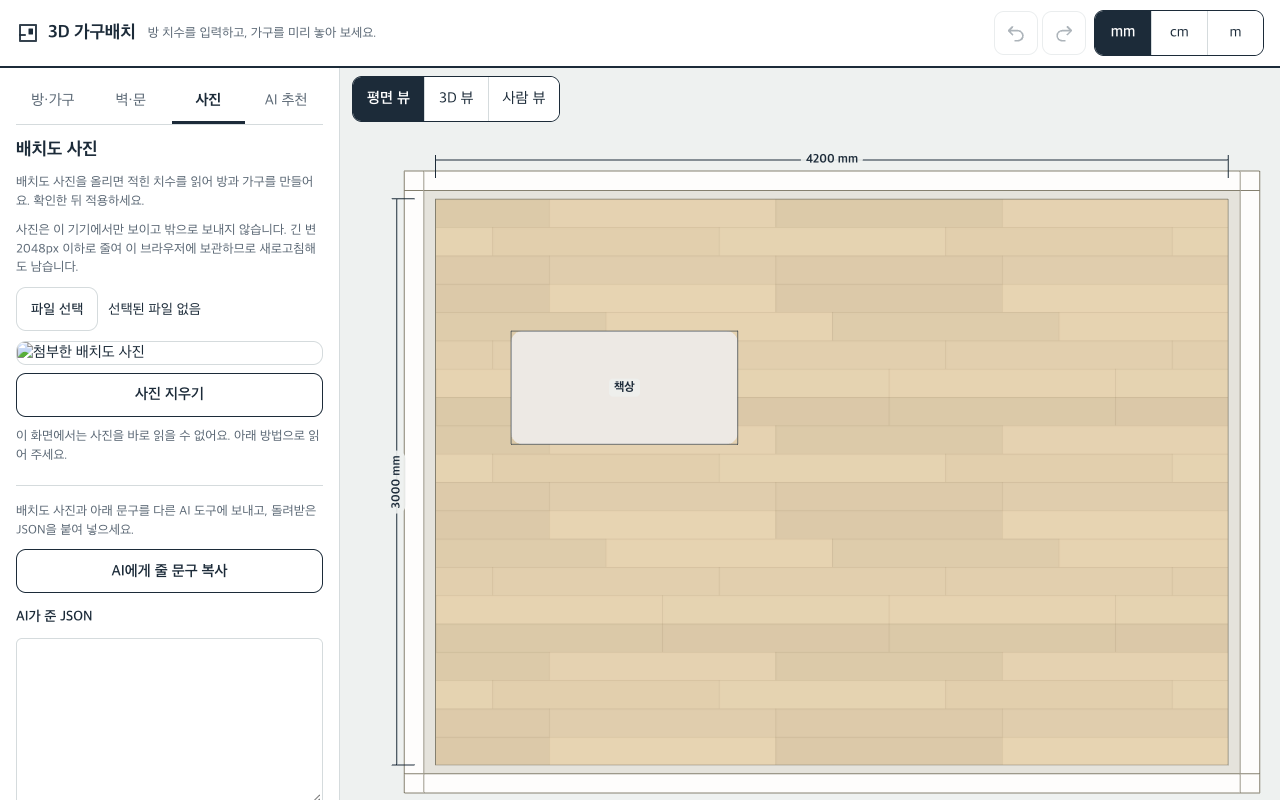 3D 가구배치
방 치수를 입력하고, 가구를 미리 놓아 보세요.
mm
cm
m
방·가구
벽·문
사진
AI 추천
평면 뷰
3D 뷰
사람 뷰
배치도 사진
배치도 사진을 올리면 적힌 치수를 읽어 방과 가구를 만들어
요. 확인한 뒤 적용하세요.
사진은 이 기기에서만 보이고 밖으로 보내지 않습니다. 긴 변
2048px 이하로 줄여 이 브라우저에 보관하므로 새로고침해
도 남습니다.
파일 선택
선택된 파일 없음
첨부한 배치도 사진
사진 지우기
이 화면에서는 사진을 바로 읽을 수 없어요. 아래 방법으로 읽
어 주세요.
배치도 사진과 아래 문구를 다른 AI 도구에 보내고, 돌려받은
JSON을 붙여 넣으세요.
AI에게 줄 문구 복사
AI가 준 JSON
4200 mm
3000 mm
책상